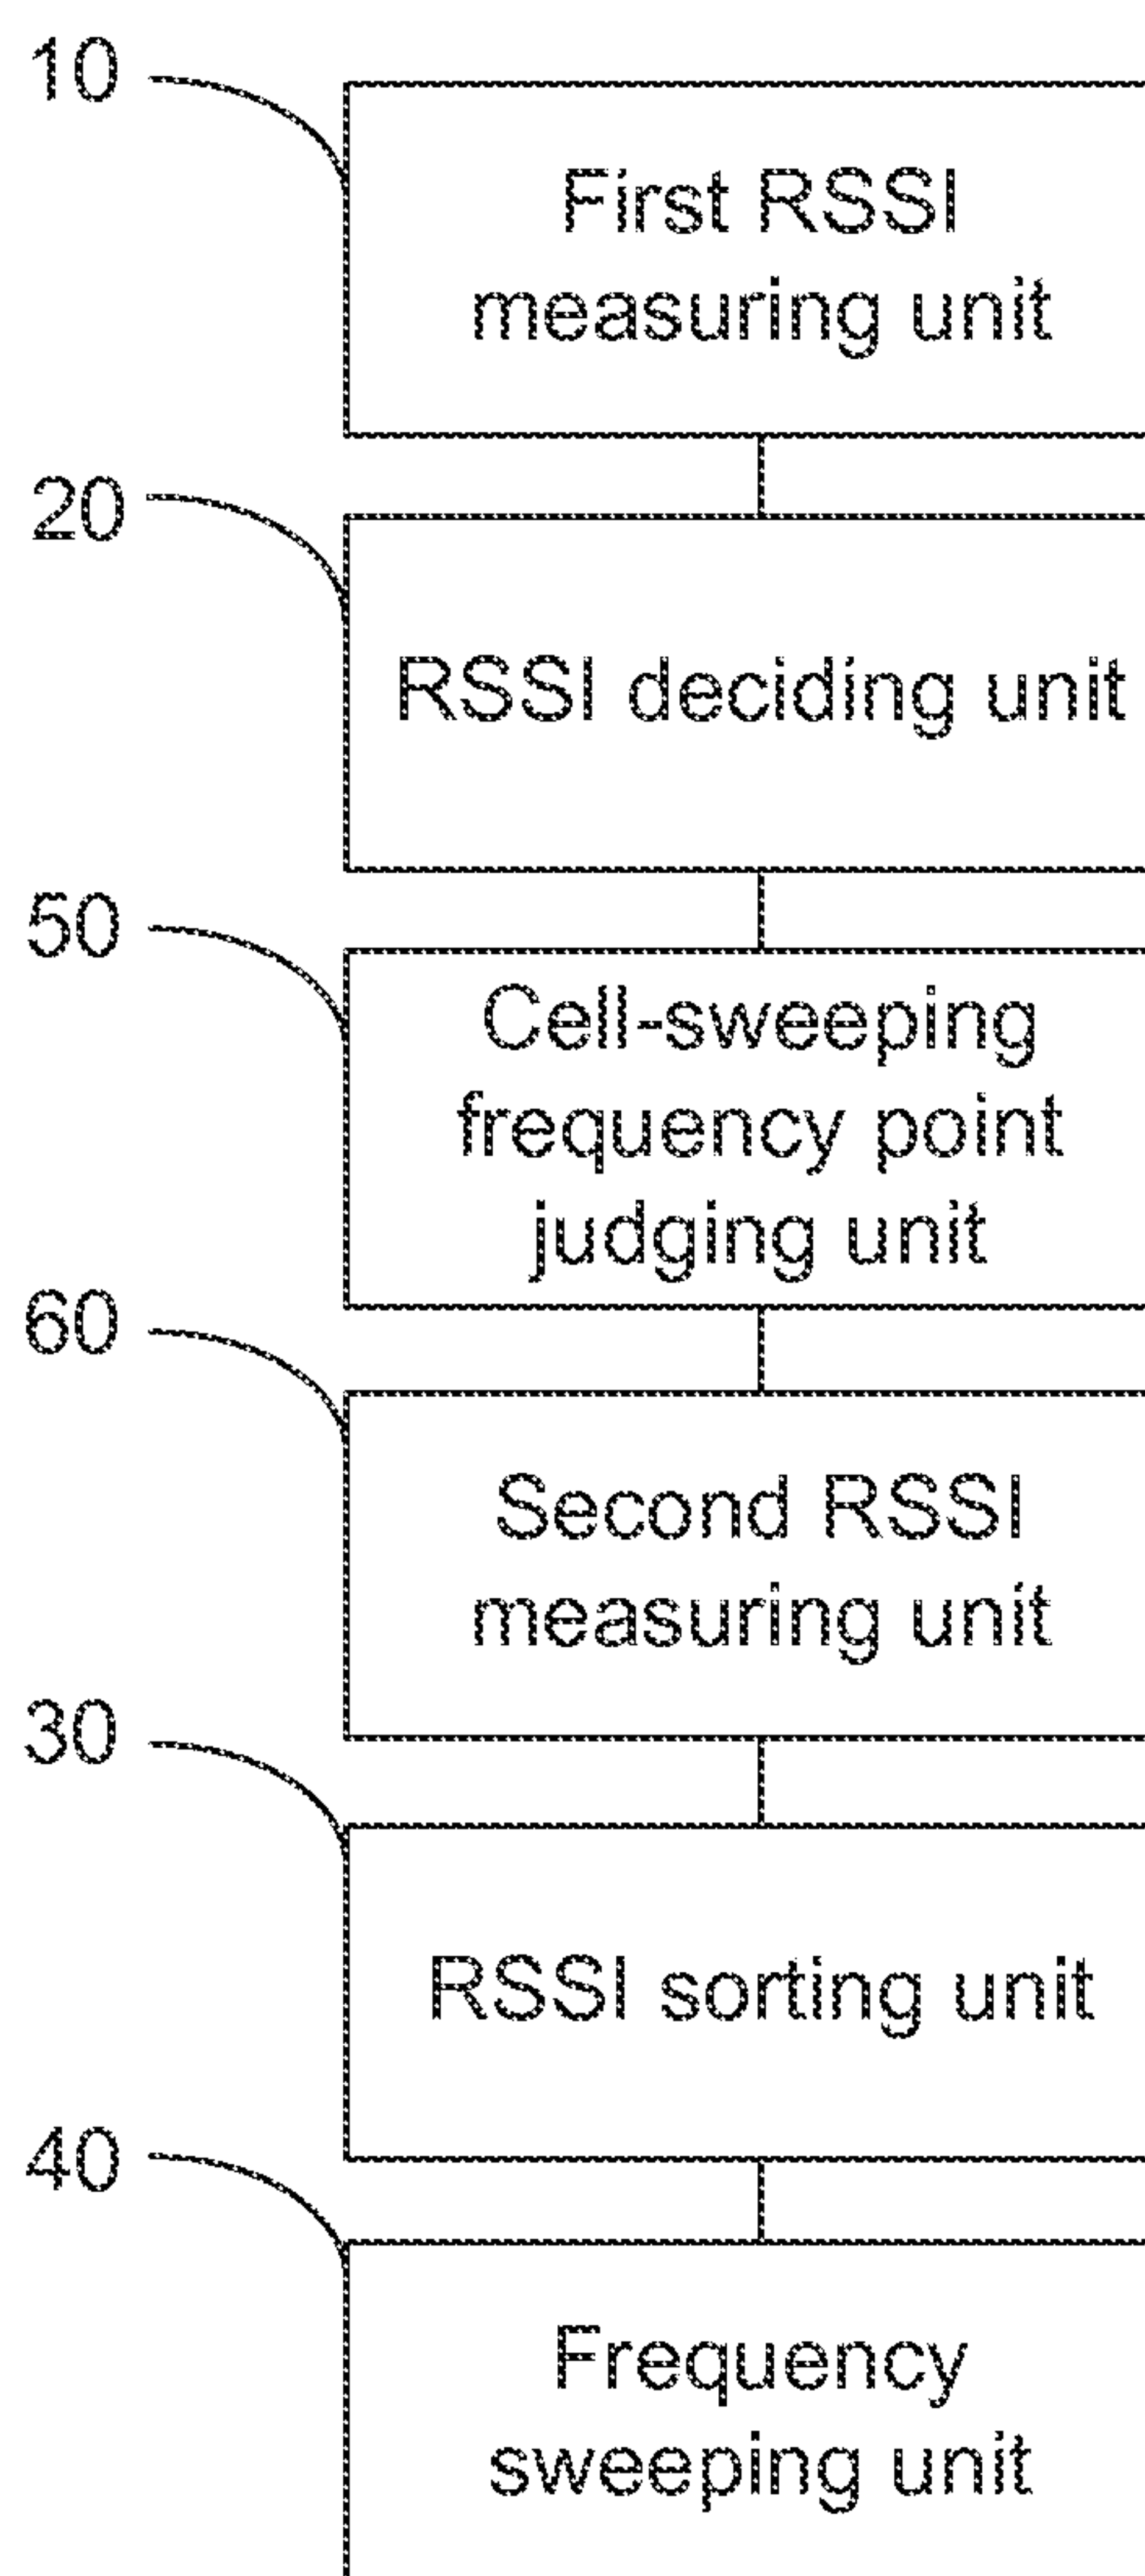 10
First RSSI
measuring unit
20
RSSI deciding unit
50
Cell-sweeping
frequency point
judging unit
60
Second RSSI
measuring unit
30
RSSI sorting unit
40
Frequency
sweeping unit